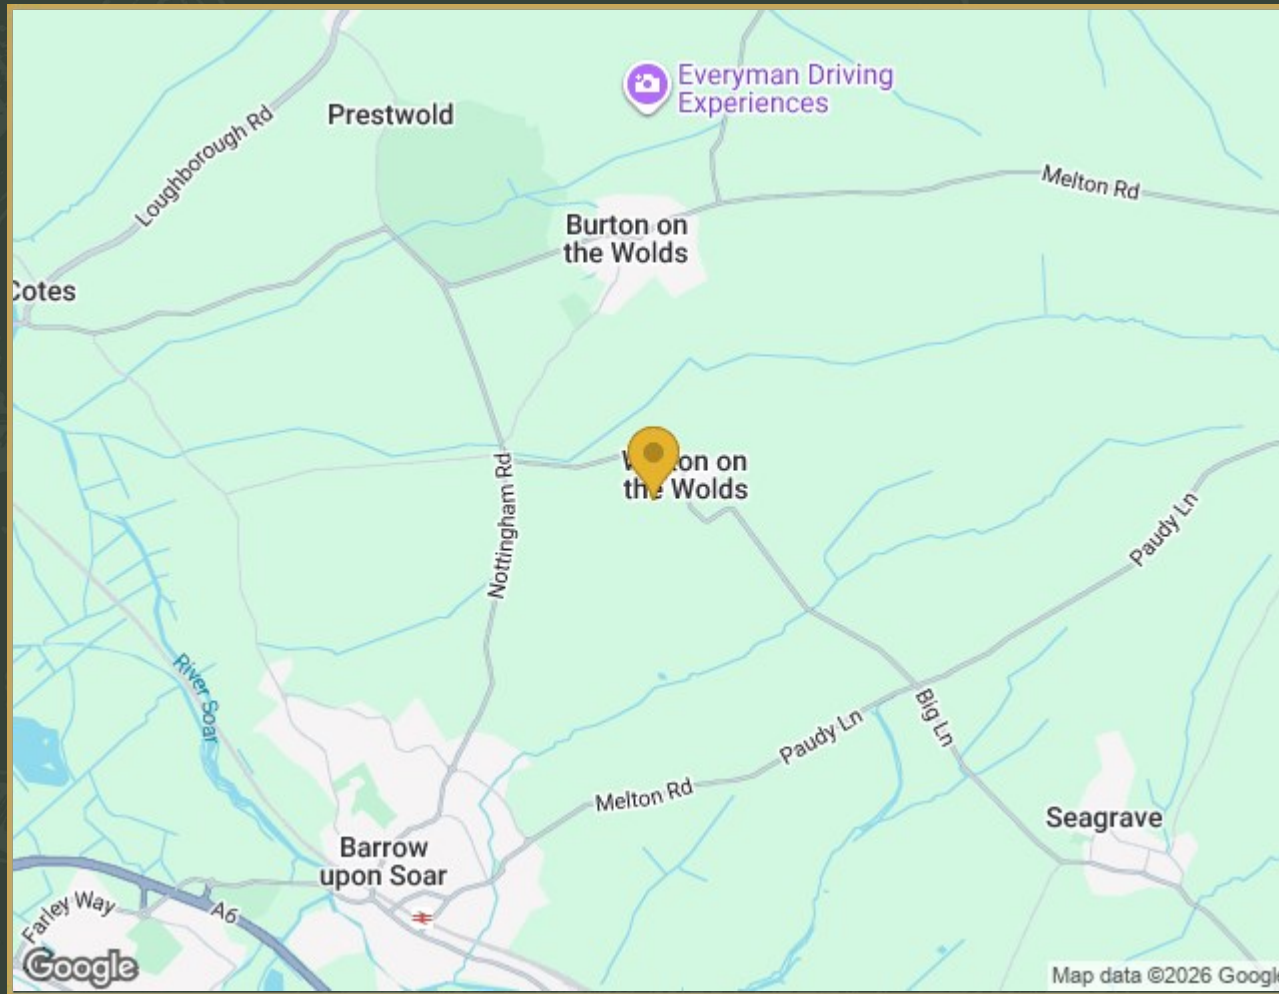 Everyman Driving
Experiences
Prestwold
Loughborough Rd
Melton Rd
Burton on
the Wolds
Cotes
on on
the Wolds
Nottingham Rd
Paudy Ln
River Soar
Big Ln
Paudy Ln
Melton Rd
Seagrave
Barrow
upon Soar
Farley Way
A6
Google
Map data ©2026 Google